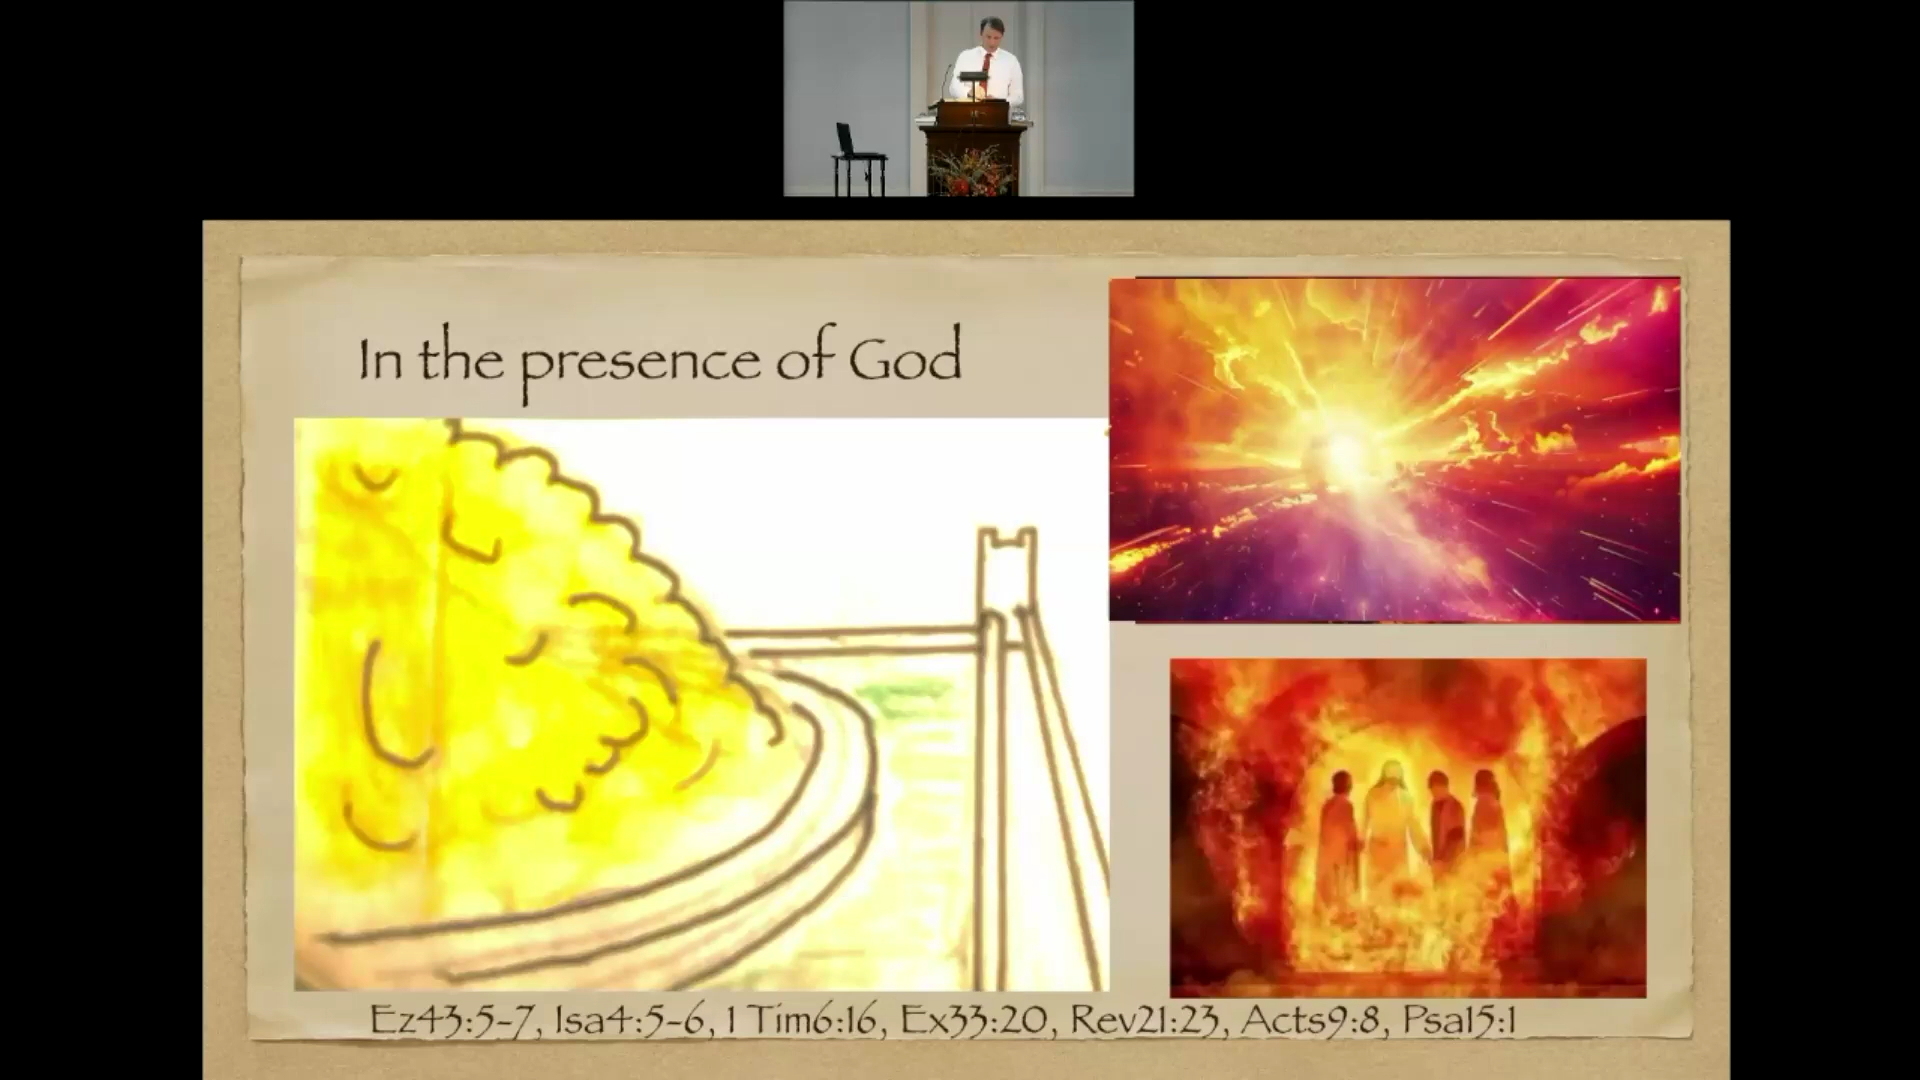 In the presence of God
Ez43:5-7, Isa4:5-6, 1 Tim6:16, Ex33:20, Rev21:23, Acts9:8, Psa15:1